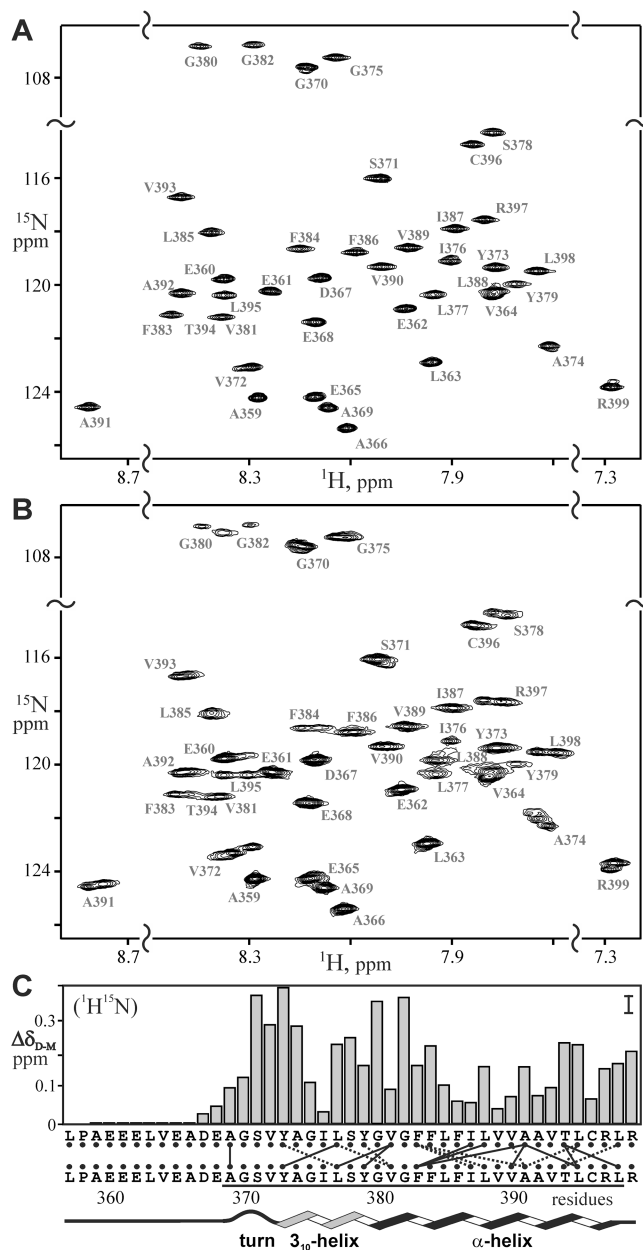 A
G380
G382
108
G370
G375
S378
C396
116
S371
V393
R397
I387
15N
ppm
L385
F384
F386
V389
I376
Y373
L398
E360
E361
D367
V390
L388
A392
120
L395
L377
V364
Y379
F383
T394
V381
E368
E362
V372
L363
A374
124
A359
E365
A369
R399
A391
A366
8.7
8.3
1H, ppm
7.9
7.3
B
108
G380
G382
G370
G375
C396
S378
116
S371
V393
R397
15N
ppm
L385
F384
F386
V389
I387
I376
Y373
L398
A392
E360
E361
D367
V390
L388
120
L395
L377
V364
Y379
F383
T394
V381
E368
E362
A374
V372
L363
124
A391
A359
E365
A369
A366
R399
8.7
8.3
1H, ppm
7.9
7.3
C
(1H15N)
0.3
ΔδD-M
ppm
0.1
0
LPAEEELVEADEAGSVYAGILSYGVGFFLFILVVAAVTLCRLR
LPAEEELVEADEAGSVYAGILSYGVGFFLFILVVAAVTLCRLR
360 370 380 390 residues
turn 310-helix α-helix